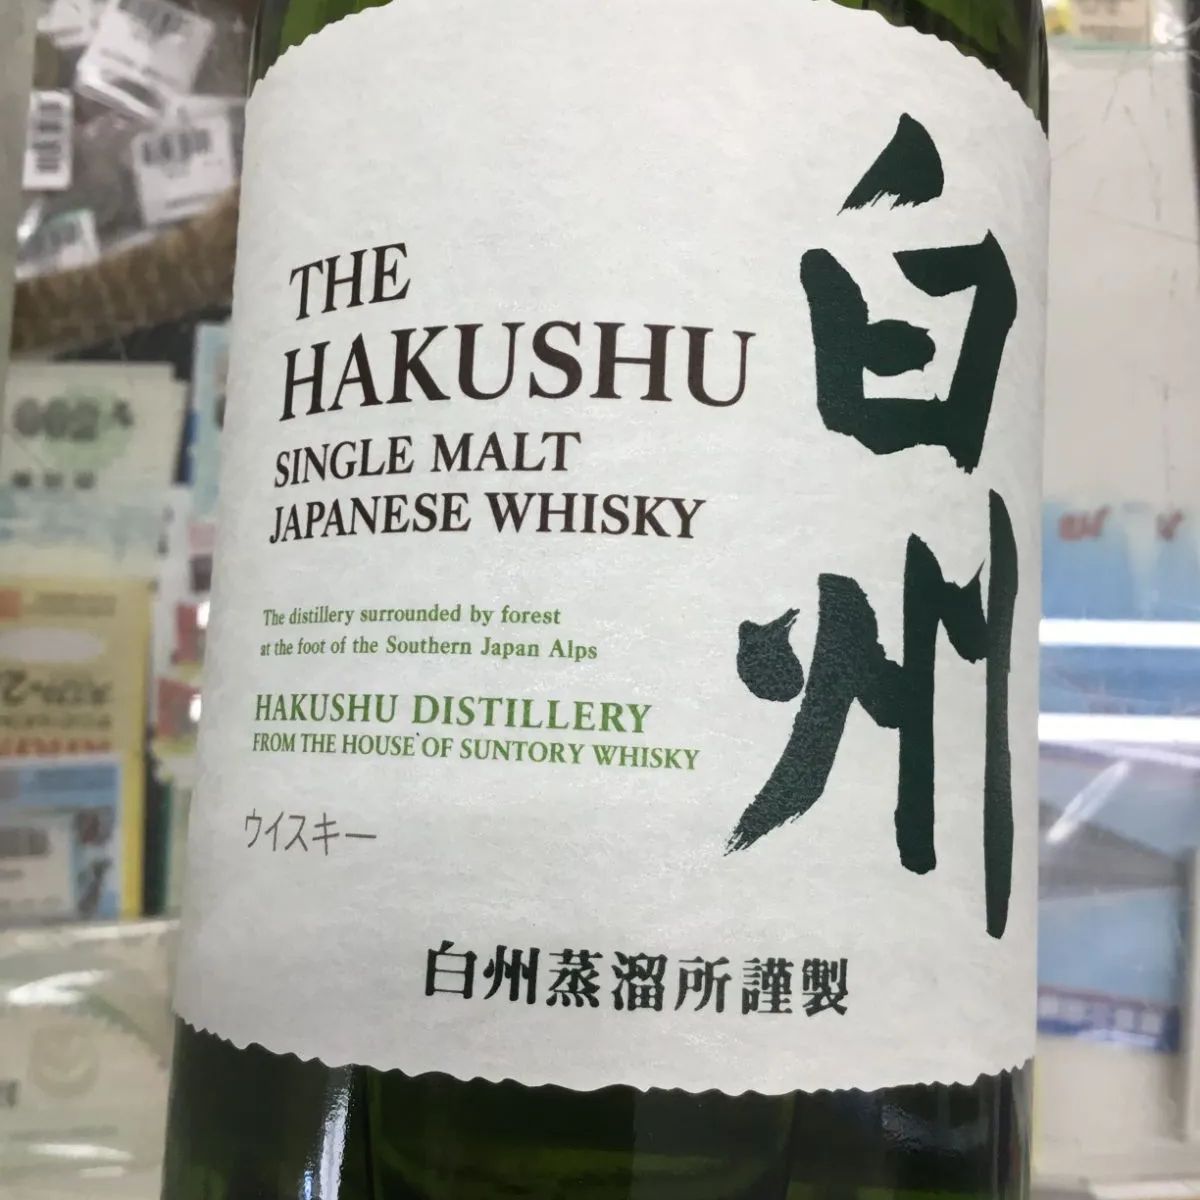 THE
HAKUSHU
SINGLE MALT
JAPANESE WHISKY
白州
The distillery surrounded by forest
at the foot of the Southern Japan Alps
HAKUSHU DISTILLERY
FROM THE HOUSE OF SUNTORY WHISKY
ウイスキー
白州蒸溜所謹製